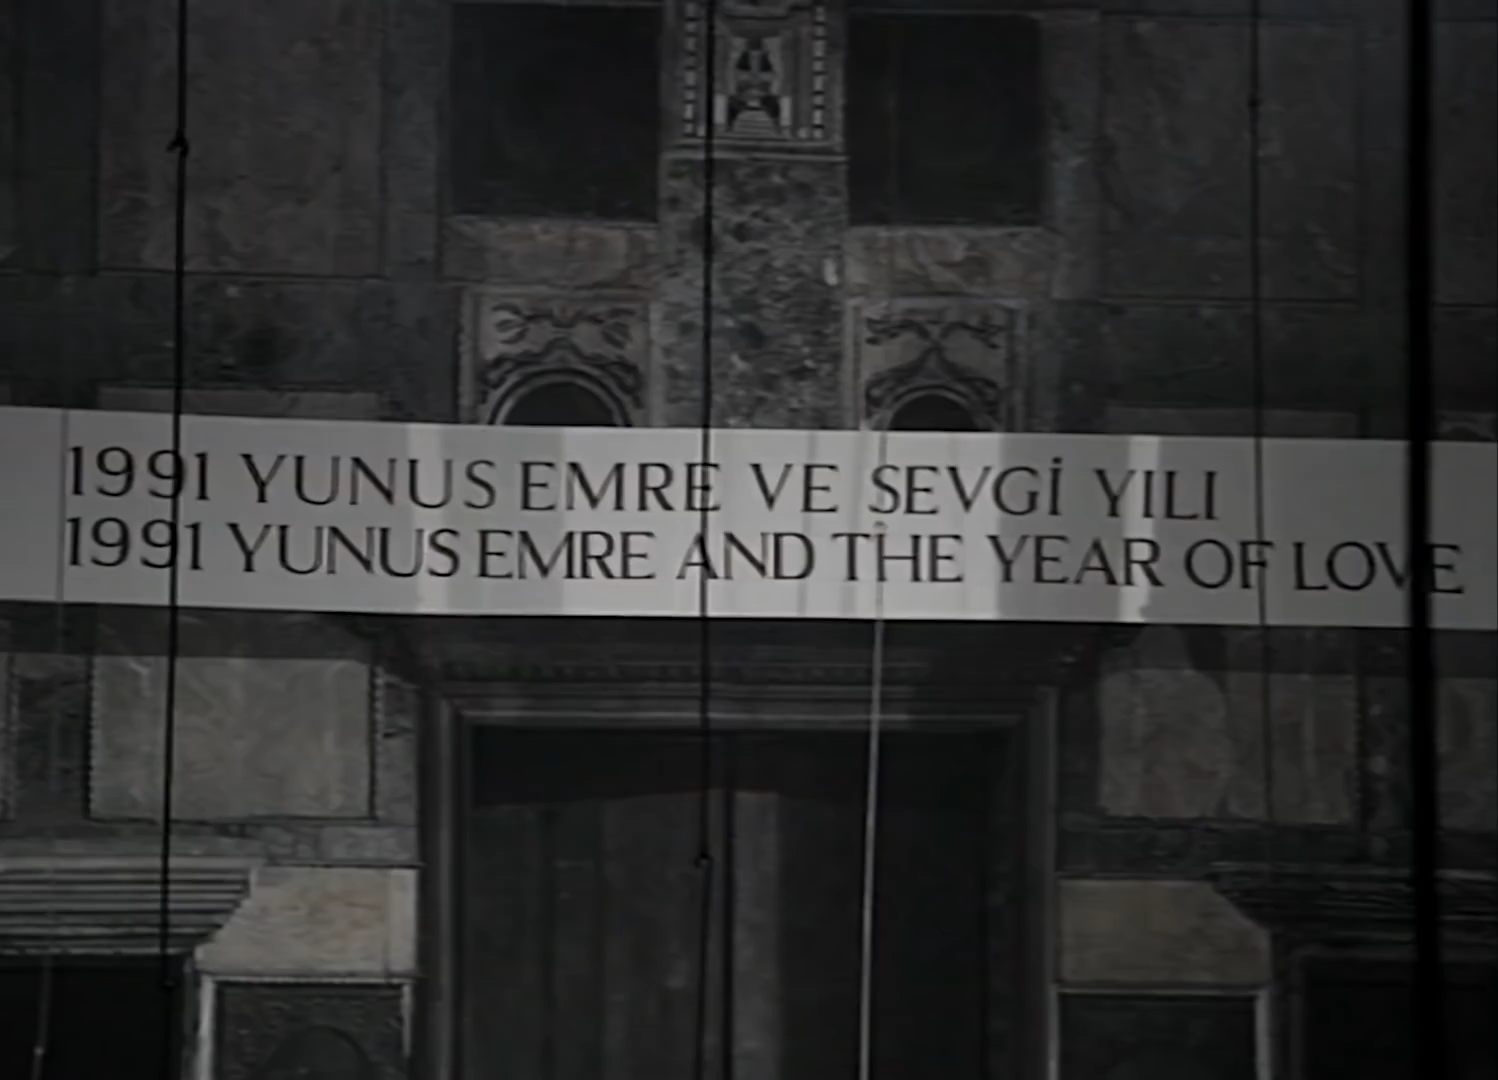 1991 YUNUS EMRE VE SEVGİ YILI
1991 YUNUS EMRE AND THE YEAR OF LOVE